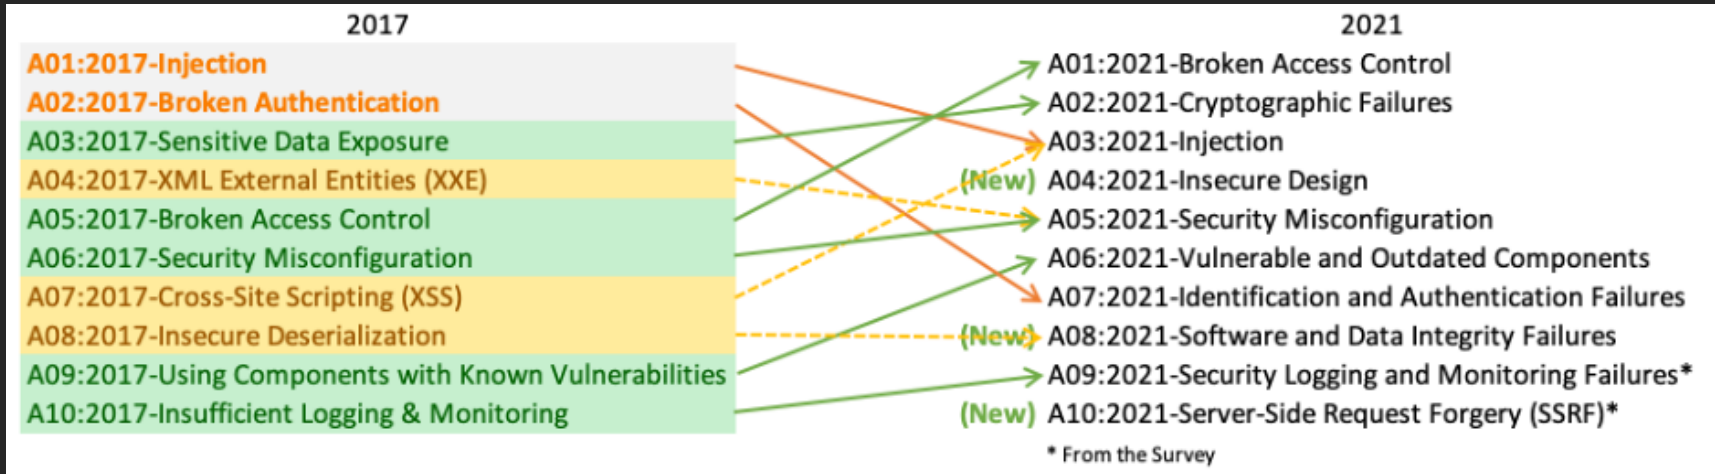 2017
A01:2017-Injection
A02:2017-Broken Authentication
A03:2017-Sensitive Data Exposure
A04:2017-XML External Entities (XXE)
A05:2017-Broken Access Control
A06:2017-Security Misconfiguration
A07:2017-Cross-Site Scripting (XSS)
A08:2017-Insecure Deserialization
A09:2017-Using Components with Known Vulnerabilities
A10:2017-Insufficient Logging & Monitoring
2021
A01:2021-Broken Access Control
A02:2021-Cryptographic Failures
A03:2021-Injection
(New) A04:2021-Insecure Design
A05:2021-Security Misconfiguration
A06:2021-Vulnerable and Outdated Components
A07:2021-Identification and Authentication Failures
(New) A08:2021-Software and Data Integrity Failures
A09:2021-Security Logging and Monitoring Failures*
(New) A10:2021-Server-Side Request Forgery (SSRF)*
* From the Survey